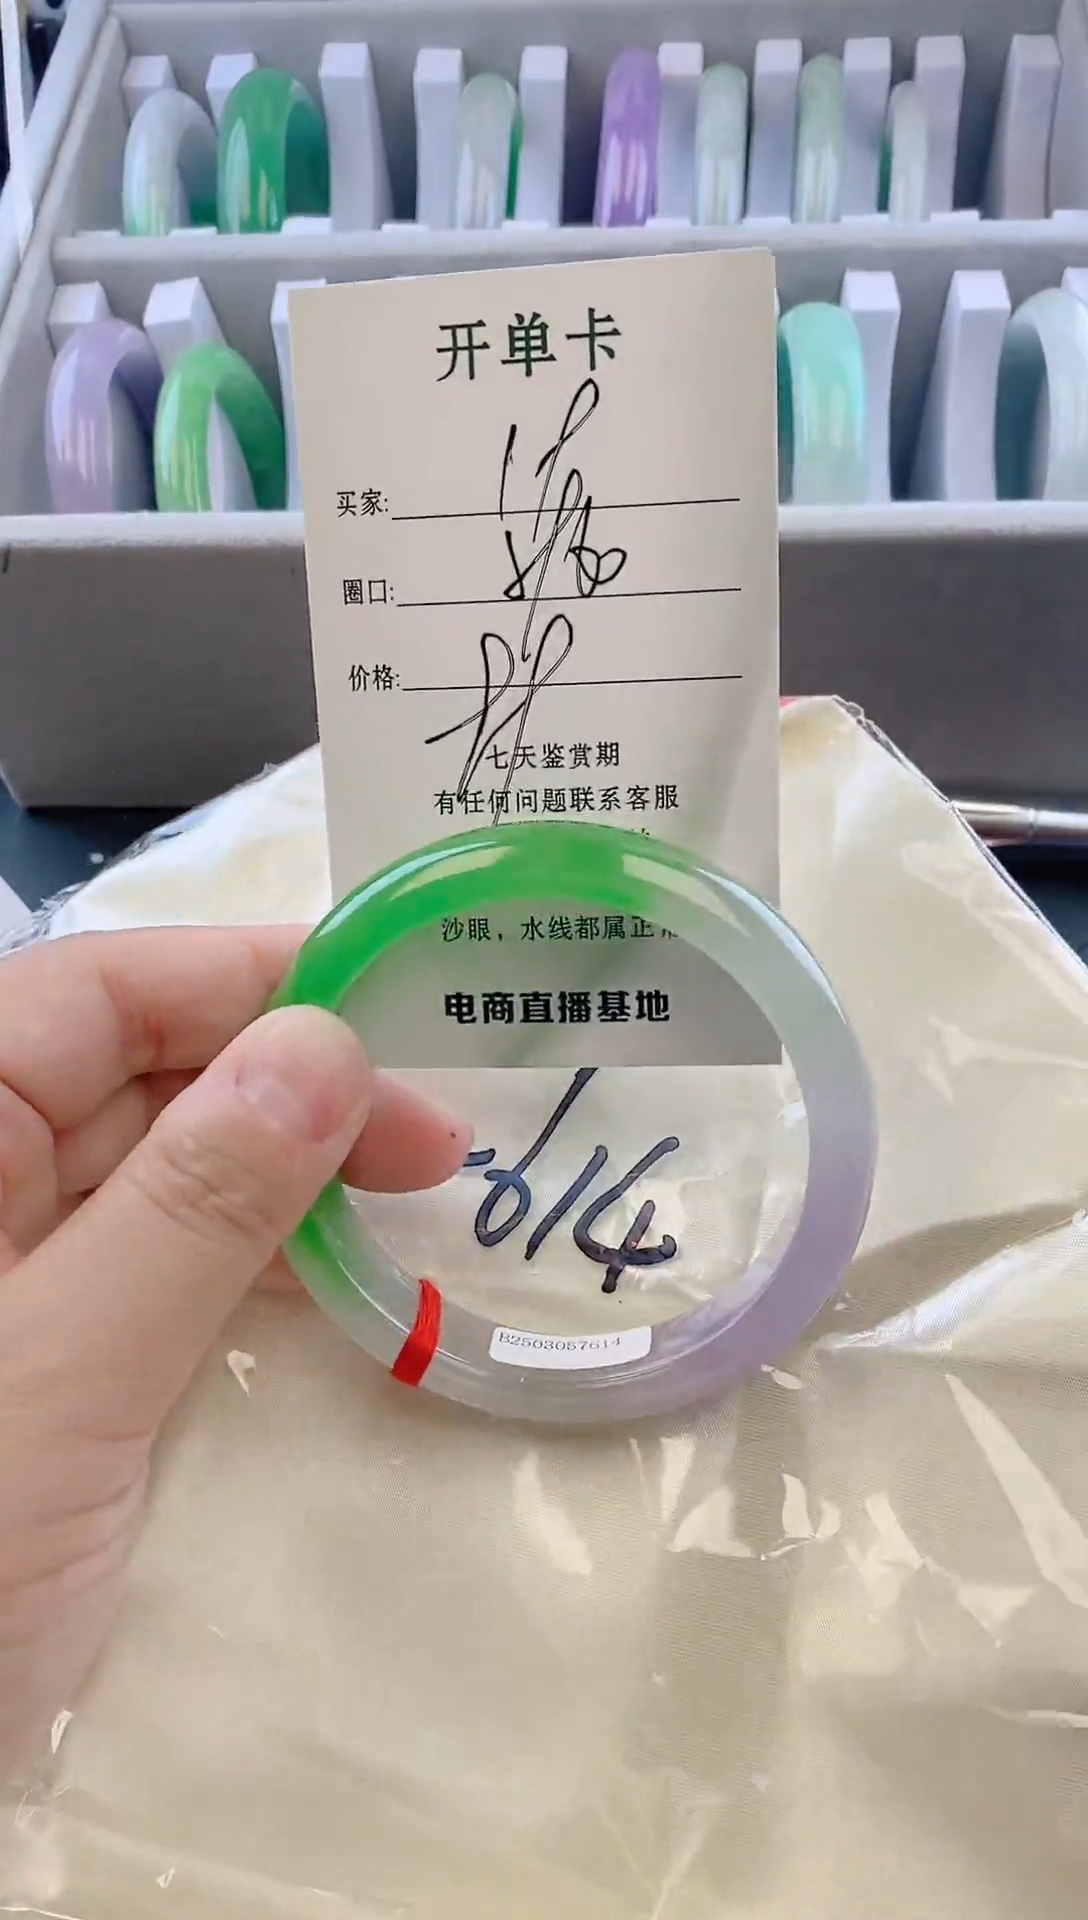 开单卡
买家:
圈口:
价格:
七天鉴赏期
有任何问题联系客服
沙眼，水线都属正常
电商直播基地
614
B2503057614